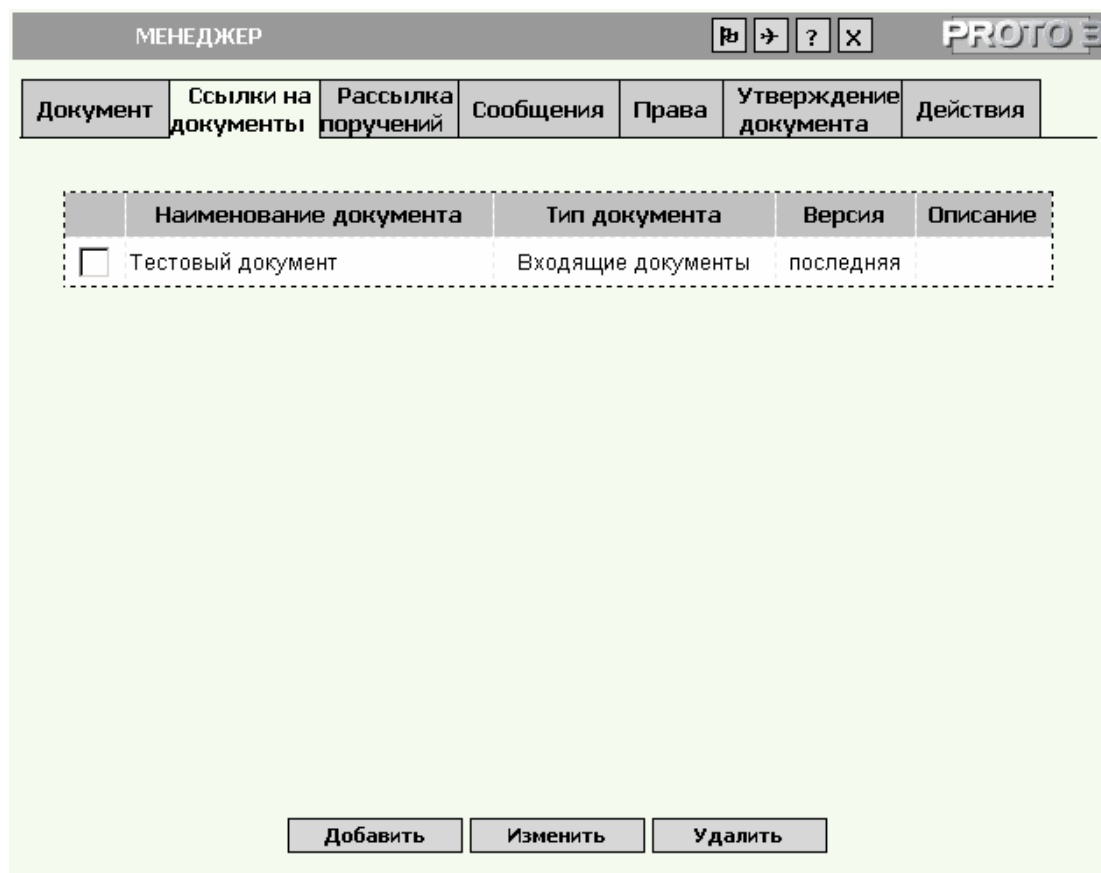 МЕНЕДЖЕР ? X PROTO
Документ Ссылки на документы Рассылка поручений Сообщения Права Утверждение документа Действия
Наименование документа Тип документа Версия Описание
Тестовый документ Входящие документы последняя
Добавить Изменить Удалить